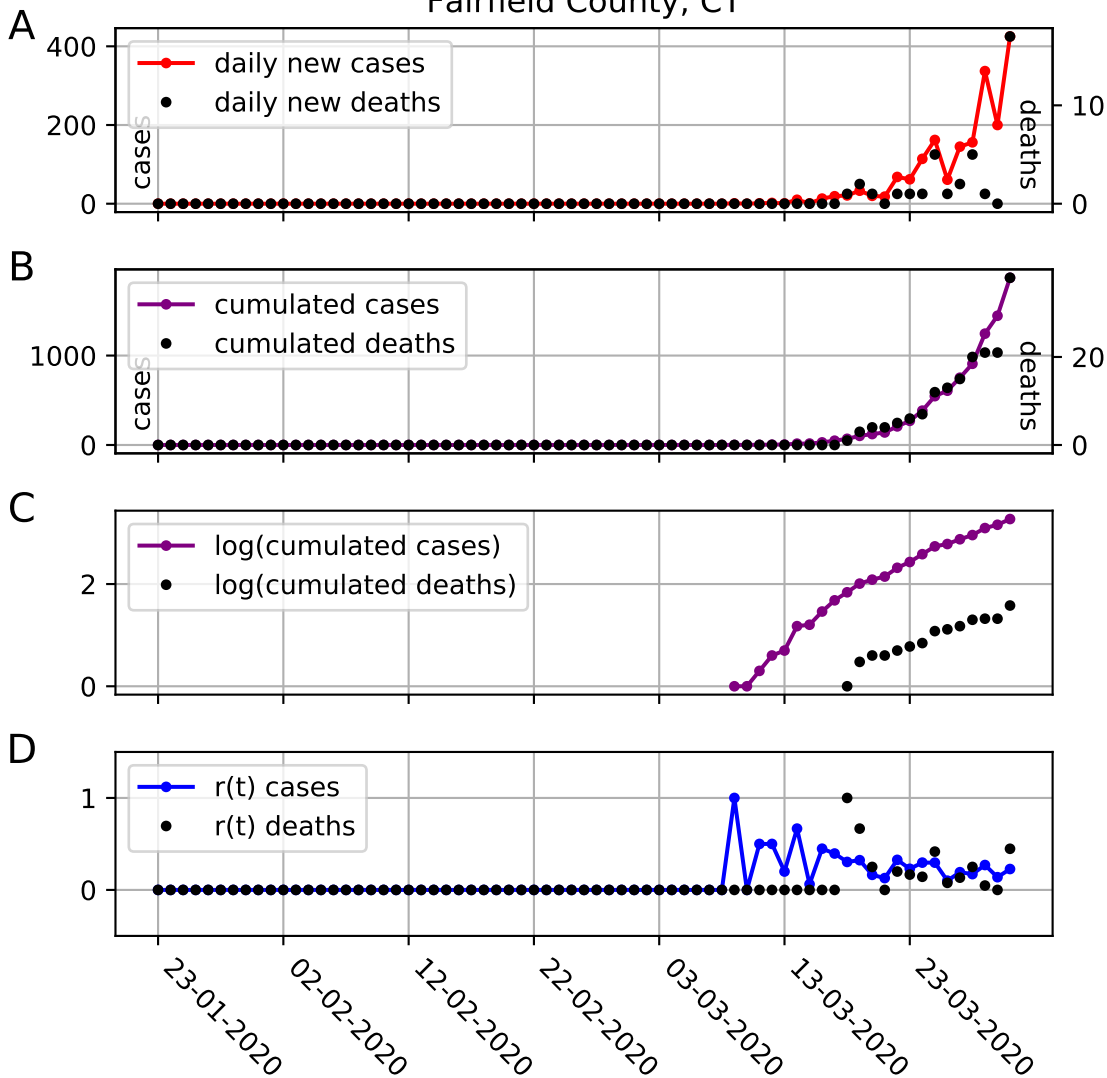 Fairfield County, CT
A
400
200
0
daily new cases
daily new deaths
cases
deaths
10
0
B
1000
0
cumulated cases
cumulated deaths
cases
deaths
20
0
C
2
0
log(cumulated cases)
log(cumulated deaths)
D
1
0
r(t) cases
r(t) deaths
23-01-2020
02-02-2020
12-02-2020
22-02-2020
03-03-2020
13-03-2020
23-03-2020